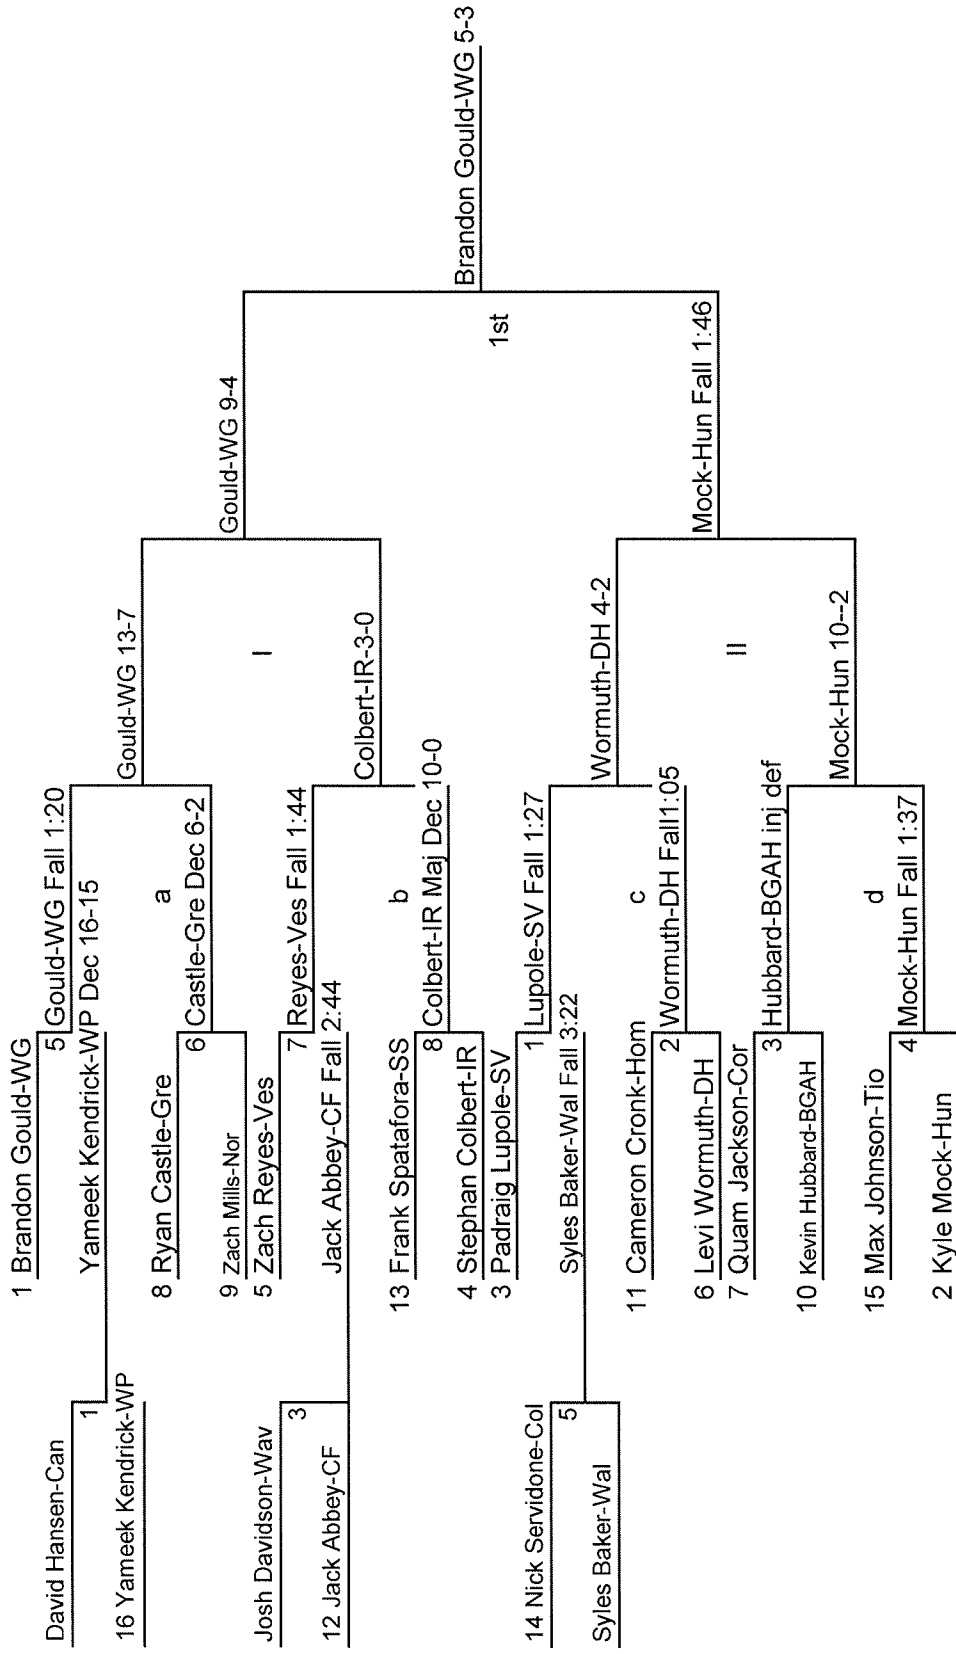 David Hansen-Can
1
16 Yameek Kendrick-WP
Josh Davidson-Wav
3
12 Jack Abbey-CF
14 Nick Servidone-Col
5
Syles Baker-Wal
1 Brandon Gould-WG
5
Yameek Kendrick-WP Dec 16-15
8 Ryan Castle-Gre
6
9 Zach Mills-Nor
5 Zach Reyes-Ves
7
Jack Abbey-CF Fall 2:44
13 Frank Spatafora-SS
8
4 Stephan Colbert-IR
3 Padraig Lupole-SV
1
Syles Baker-Wal Fall 3:22
11 Cameron Cronk-Hom
2
6 Levi Wormuth-DH
7 Quam Jackson-Cor
3
10 Kevin Hubbard-BGAH
15 Max Johnson-Tio
4
2 Kyle Mock-Hun
Gould-WG Fall 1:20
a
Castle-Gre Dec 6-2
Reyes-Ves Fall 1:44
b
Colbert-IR Maj Dec 10-0
Lupole-SV Fall 1:27
c
Wormuth-DH Fall1:05
Hubbard-BGAH inj def
d
Mock-Hun Fall 1:37
Gould-WG 13-7
I
Colbert-IR-3-0
Wormuth-DH 4-2
II
Mock-Hun 10--2
Gould-WG 9-4
1st
Mock-Hun Fall 1:46
Brandon Gould-WG 5-3